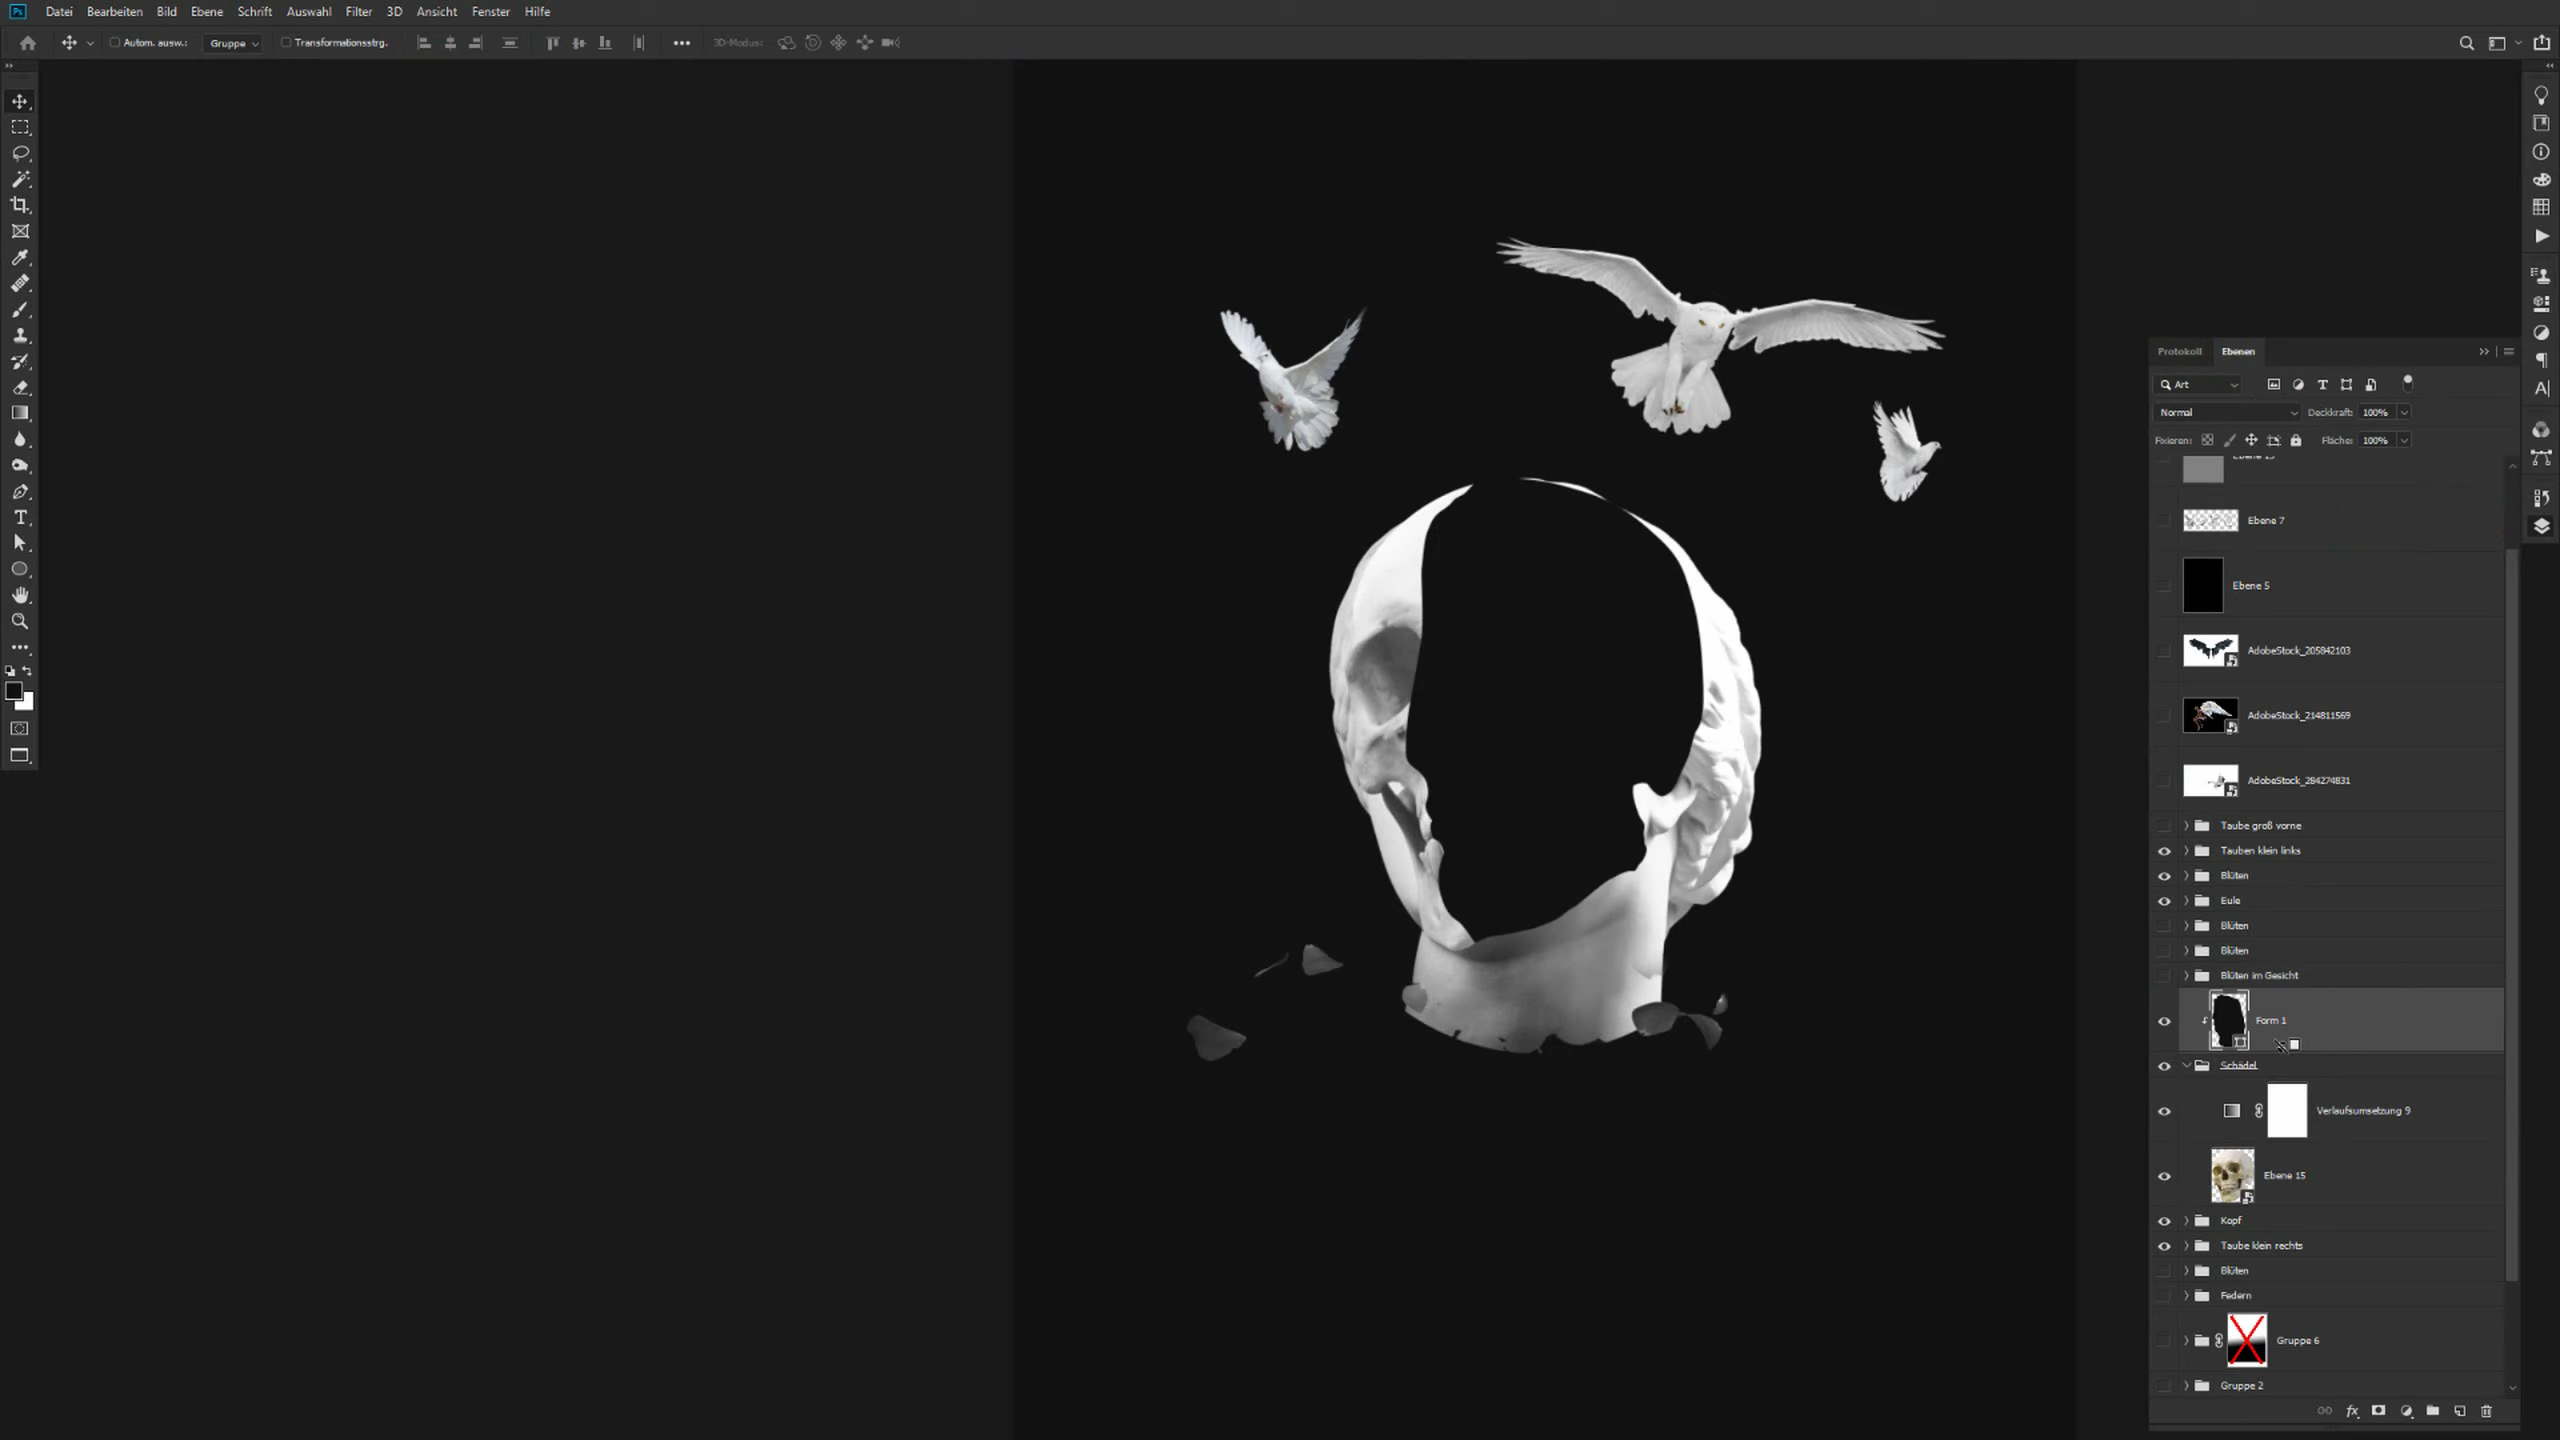 Ps Datei Bearbeiten Bild Ebene Schrift Auswahl Filter 3D Ansicht Fenster Hilfe
Autom. ausw.: Gruppe Transformationsstrg. 3D-Modus:
Protokoll Ebenen
Art
Normal Deckkraft: 100%
Fixieren: Fläche: 100%
Ebene 7
Ebene 5
AdobeStock_205842103
AdobeStock_214811569
AdobeStock_284274831
Taube groß vorne
Tauben klein links
Blüten
Eule
Blüten
Blüten
Blüten im Gesicht
Form 1
Schädel
Verlaufsumsetzung 9
Ebene 15
Kopf
Taube klein rechts
Blüten
Federn
Gruppe 6
Gruppe 2
fx